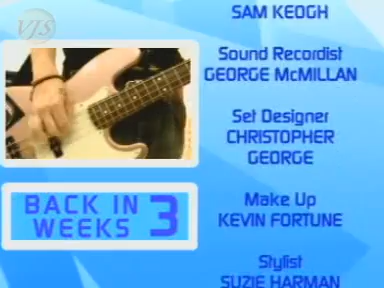 VJS
SAM KEOGH
Sound Recordist
GEORGE McMILLAN
Set Designer
CHRISTOPHER
GEORGE
Make Up
KEVIN FORTUNE
Stylist
SUZIE HARMAN
BACK IN 3
WEEKS